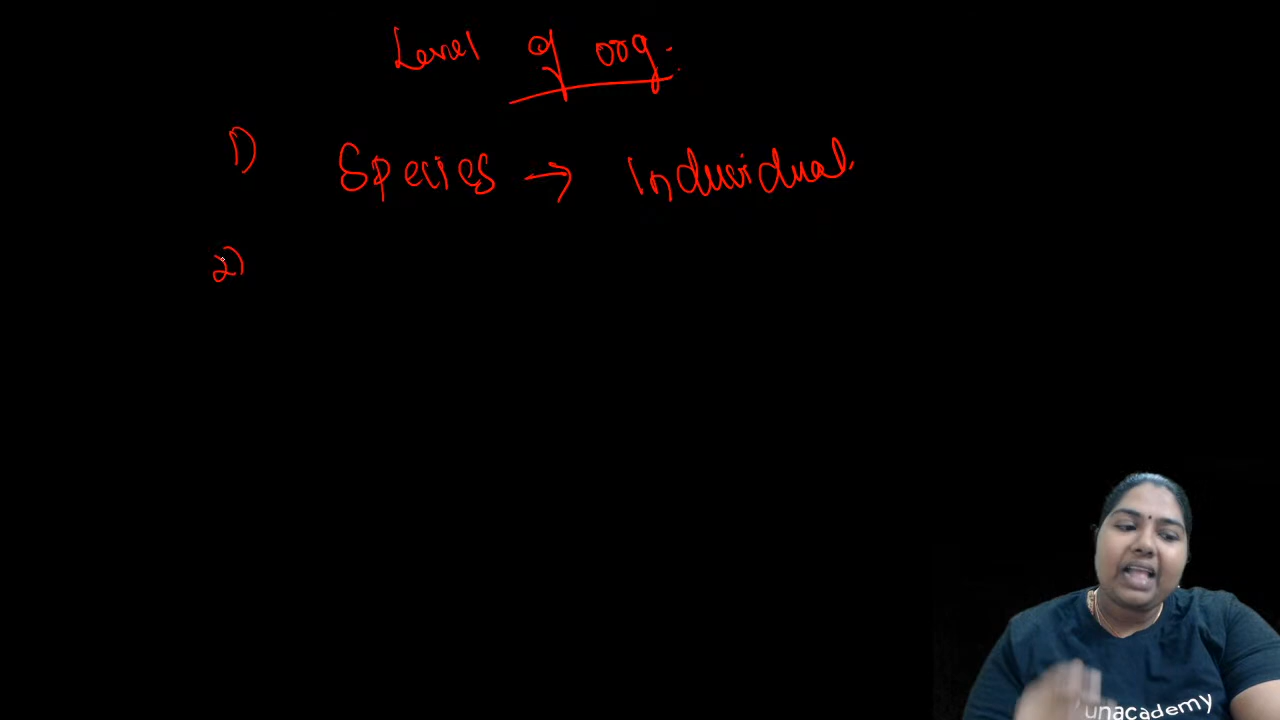 Level of org.
1) Species → Individual.
2)
unacademy